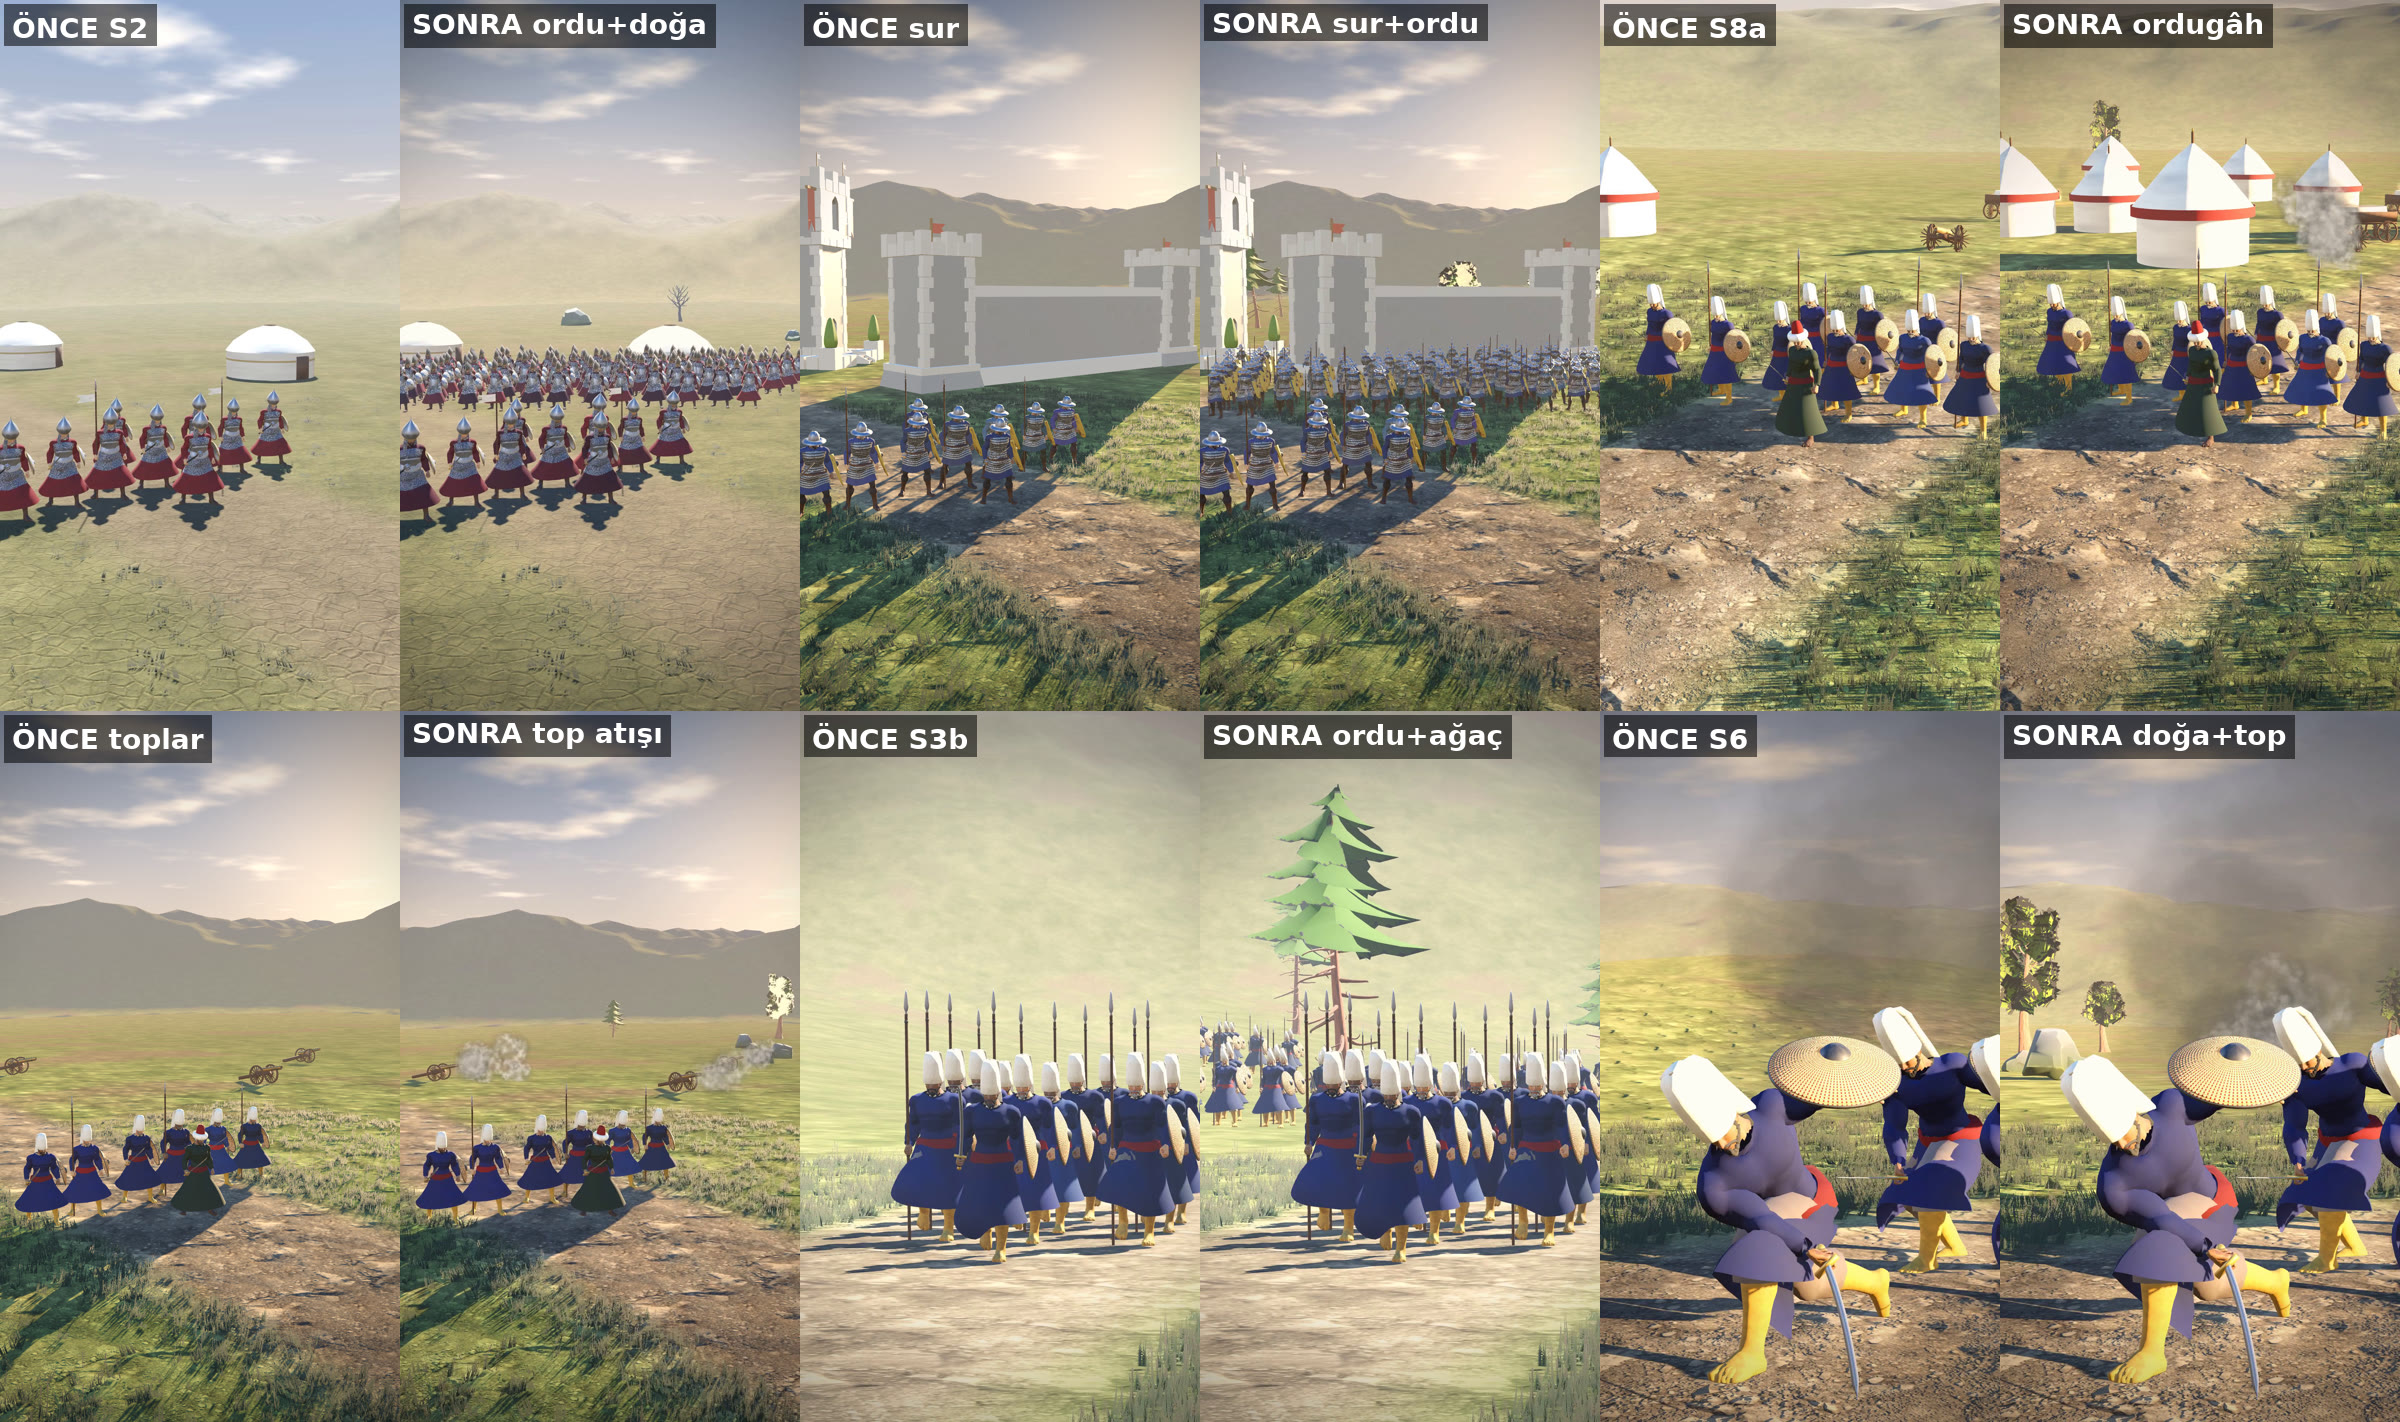 ÖNCE S2
SONRA ordu+doğa
ÖNCE sur
SONRA sur+ordu
ÖNCE S8a
SONRA ordugâh
ÖNCE toplar
SONRA top atışı
ÖNCE S3b
SONRA ordu+ağaç
ÖNCE S6
SONRA doğa+top